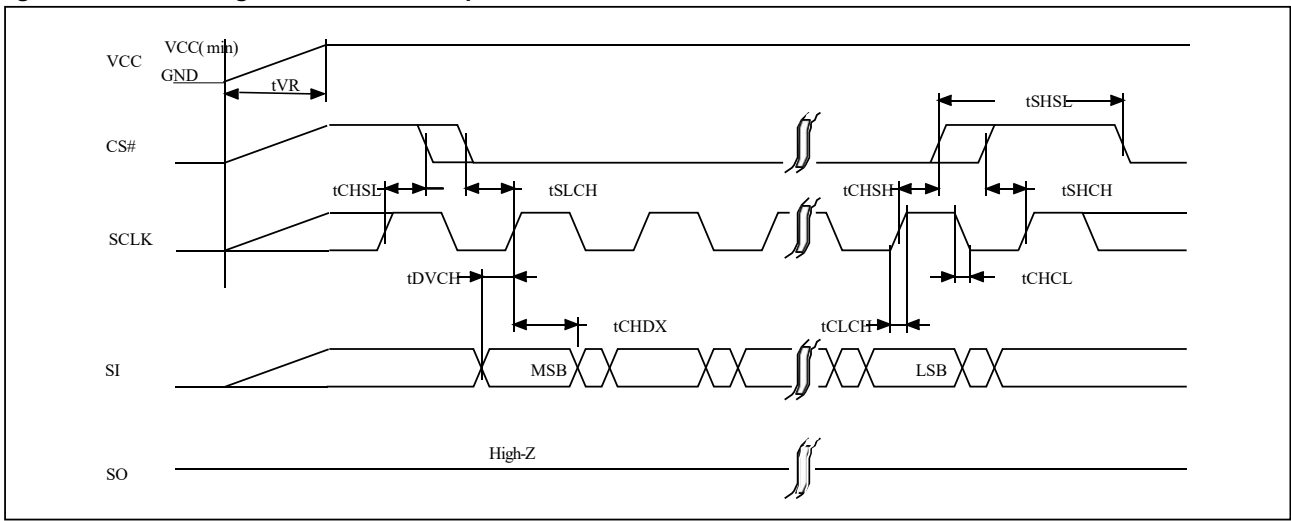 VCC
VCC( min)
GND
tVR
tSHSL
CS#
tCHSL
tSLCH
tCHSH
tSHCH
SCLK
tDVCH
tCHCL
tCHDX
tCLCH
SI
MSB
LSB
High-Z
SO